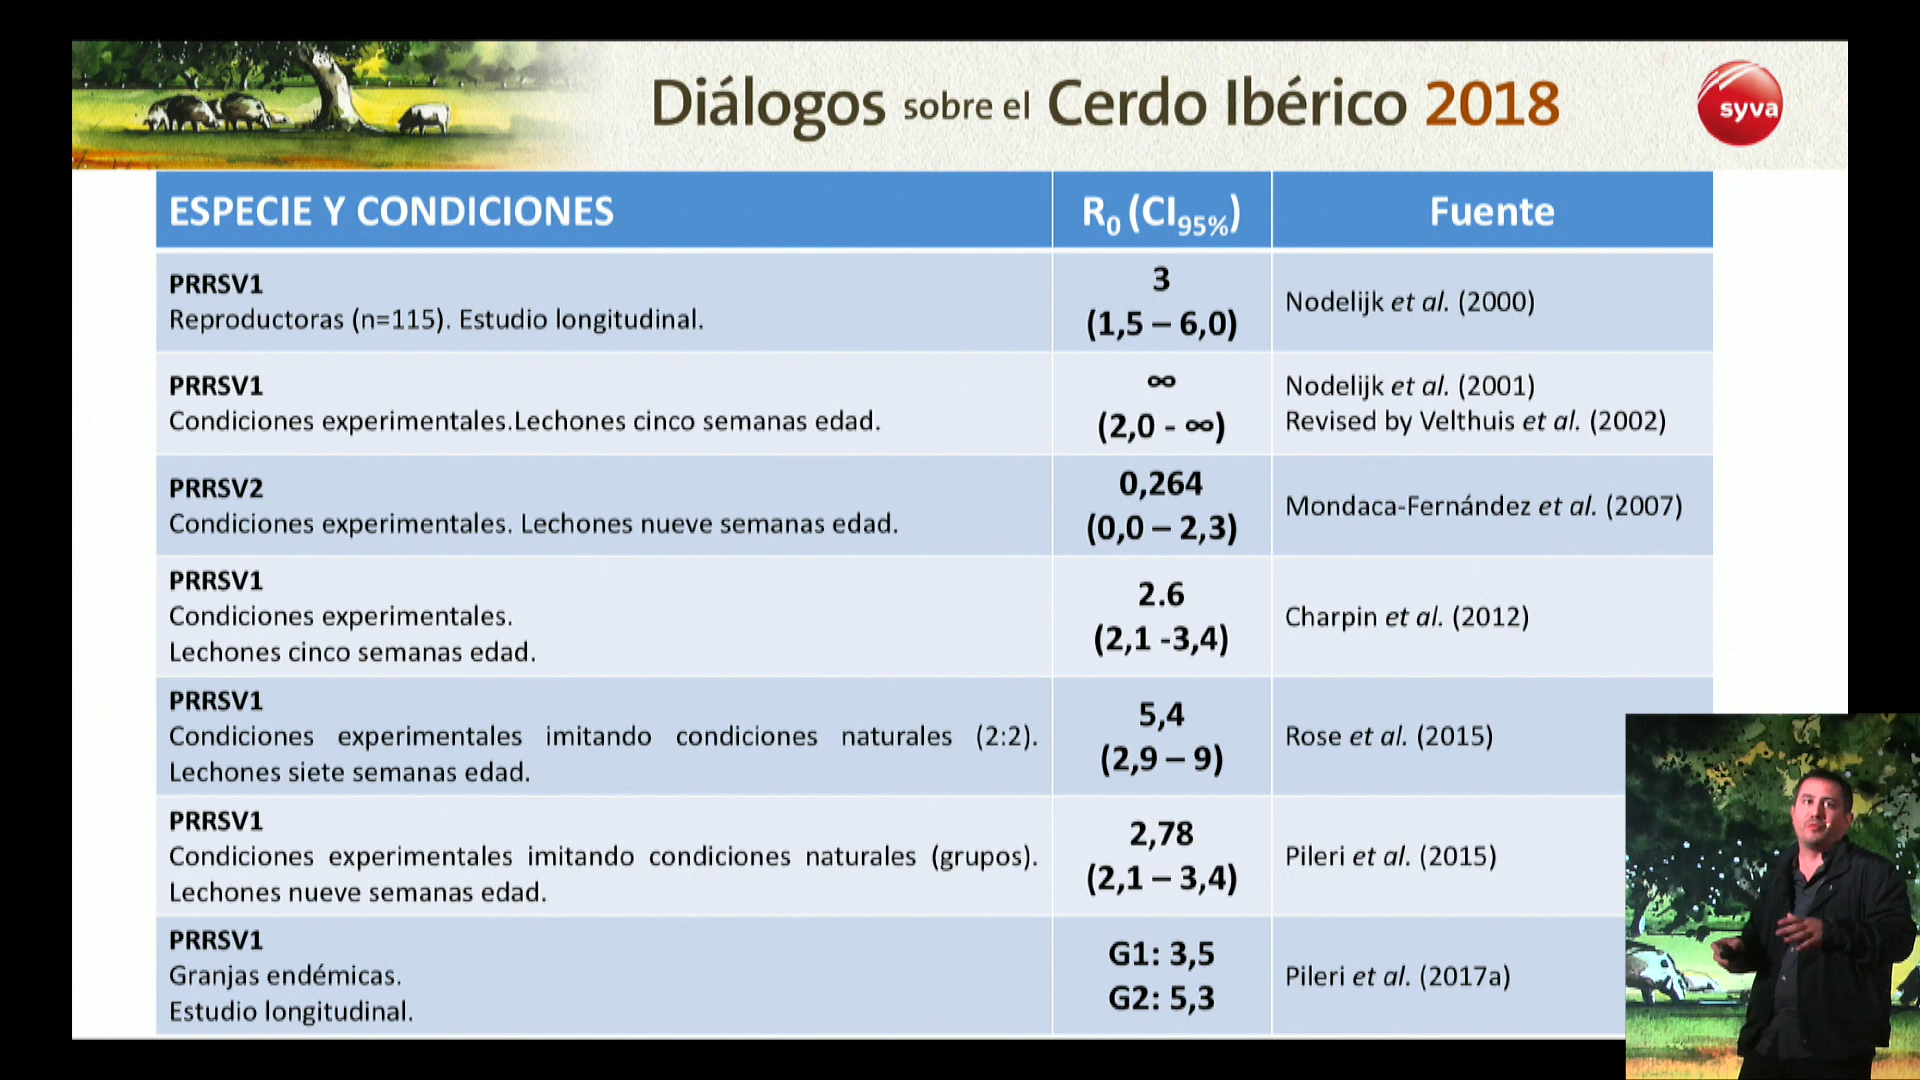 Diálogos sobre el Cerdo Ibérico 2018
syva
ESPECIE Y CONDICIONES
R0 (CI95%)
Fuente
PRRSV1
Reproductoras (n=115). Estudio longitudinal.
3
(1,5 – 6,0)
Nodelijk et al. (2000)
PRRSV1
Condiciones experimentales.Lechones cinco semanas edad.
∞
(2,0 - ∞)
Nodelijk et al. (2001)
Revised by Velthuis et al. (2002)
PRRSV2
Condiciones experimentales. Lechones nueve semanas edad.
0,264
(0,0 – 2,3)
Mondaca-Fernández et al. (2007)
PRRSV1
Condiciones experimentales.
Lechones cinco semanas edad.
2.6
(2,1 -3,4)
Charpin et al. (2012)
PRRSV1
Condiciones experimentales imitando condiciones naturales (2:2).
Lechones siete semanas edad.
5,4
(2,9 – 9)
Rose et al. (2015)
PRRSV1
Condiciones experimentales imitando condiciones naturales (grupos).
Lechones nueve semanas edad.
2,78
(2,1 – 3,4)
Pileri et al. (2015)
PRRSV1
Granjas endémicas.
Estudio longitudinal.
G1: 3,5
G2: 5,3
Pileri et al. (2017a)